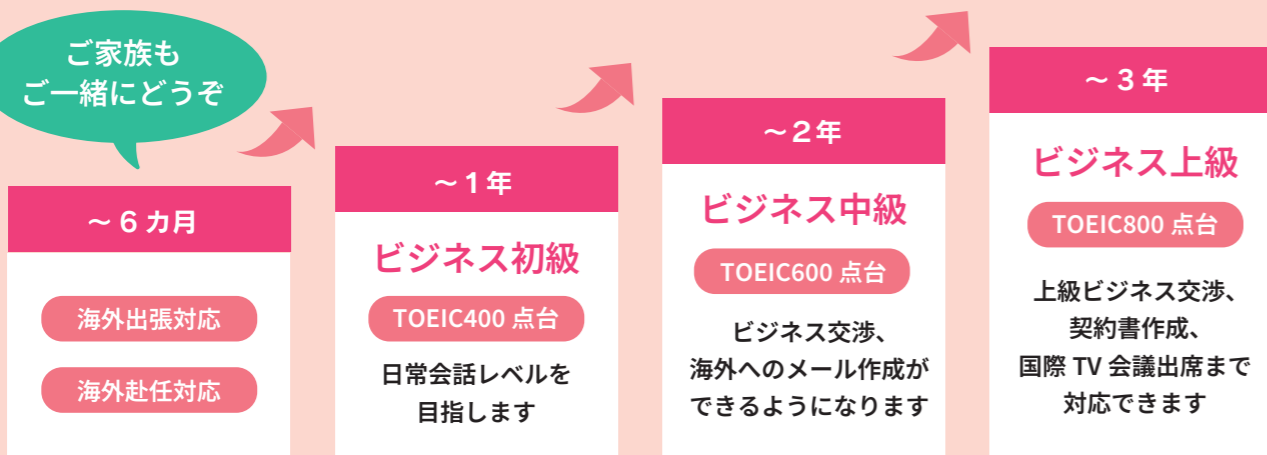 ご家族も
ご一緒にどうぞ
～6カ月
海外出張対応
海外赴任対応
～1年
ビジネス初級
TOEIC400 点台
日常会話レベルを
目指します
～2年
ビジネス中級
TOEIC600 点台
ビジネス交渉、
海外へのメール作成が
できるようになります
～3年
ビジネス上級
TOEIC800 点台
上級ビジネス交渉、
契約書作成、
国際 TV 会議出席まで
対応できます